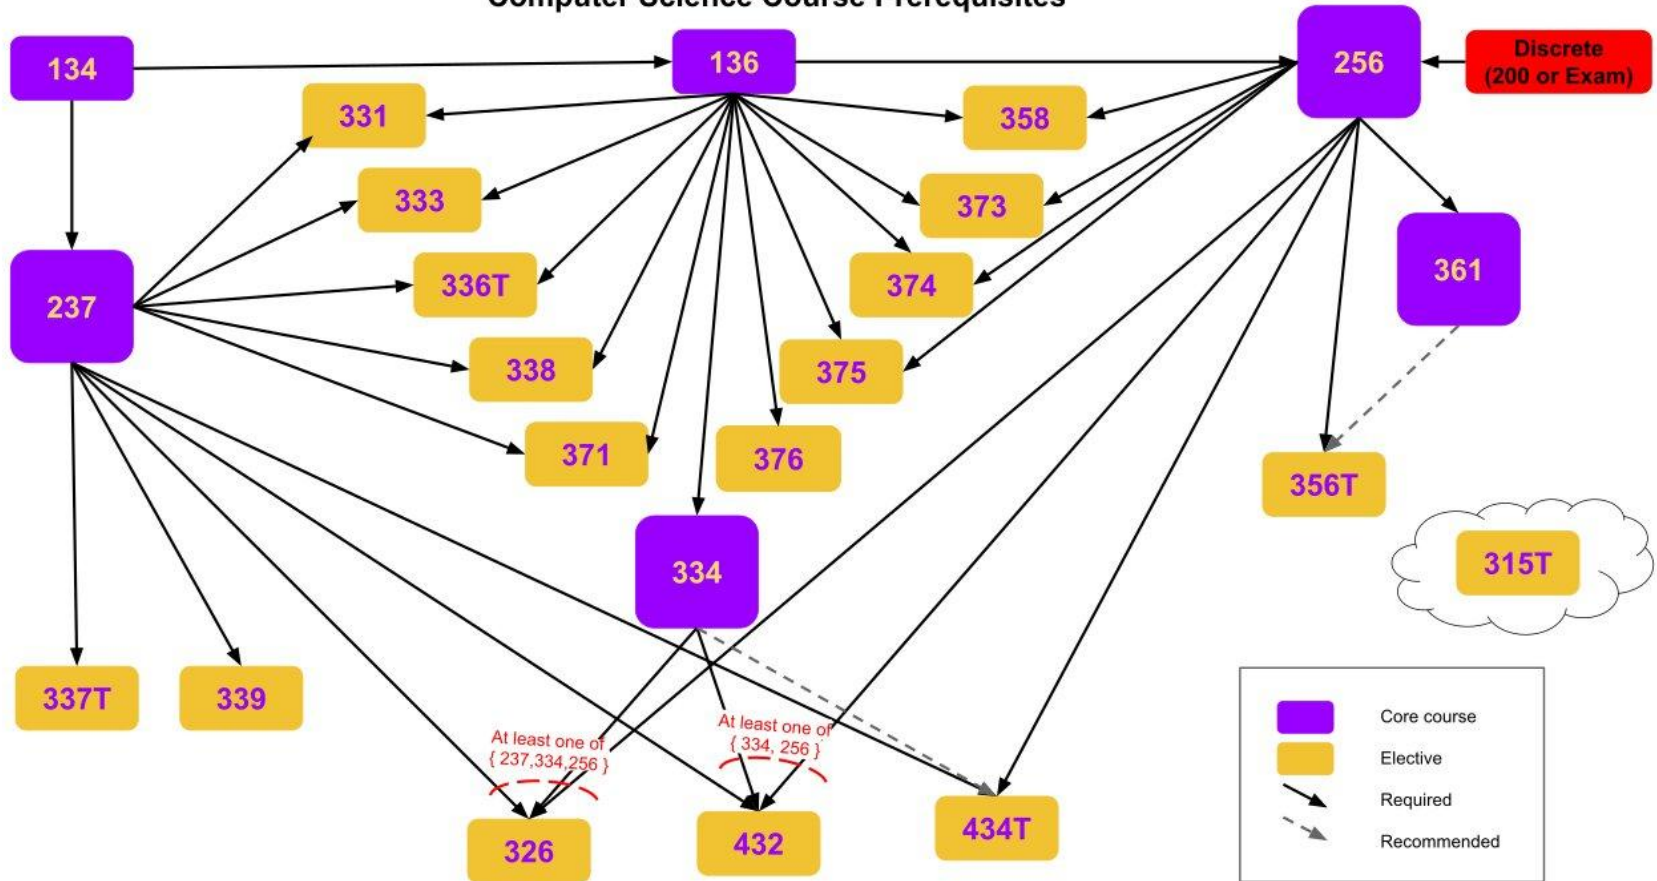 Computer Science Course Prerequisites
134
136
256
Discrete
(200 or Exam)
331
358
333
373
237
336T
374
361
338
375
371
376
356T
334
315T
337T
339
At least one of
{ 237,334,256 }
At least one of
{ 334, 256 }
326
432
434T
Core course
Elective
Required
Recommended